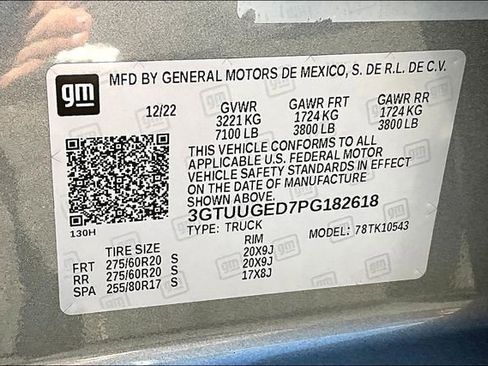 gm
MFD BY GENERAL MOTORS DE MEXICO, S. DE R.L. DE C.V.
12/22 GVWR GAWR FRT GAWR RR
3221 KG 1724 KG 1724 KG
7100 LB 3800 LB 3800 LB
THIS VEHICLE CONFORMS TO ALL
APPLICABLE U.S. FEDERAL MOTOR
VEHICLE SAFETY STANDARDS IN EFFECT
ON THE DATE OF MANUFACTURE
SHOWN ABOVE.
3GTUUGED7PG182618
130H
TYPE: TRUCK MODEL: 78TK10543
TIRE SIZE RIM
FRT 275/60R20 S 20X9J
RR 275/60R20 S 20X9J
SPA 255/80R17 S 17X8J